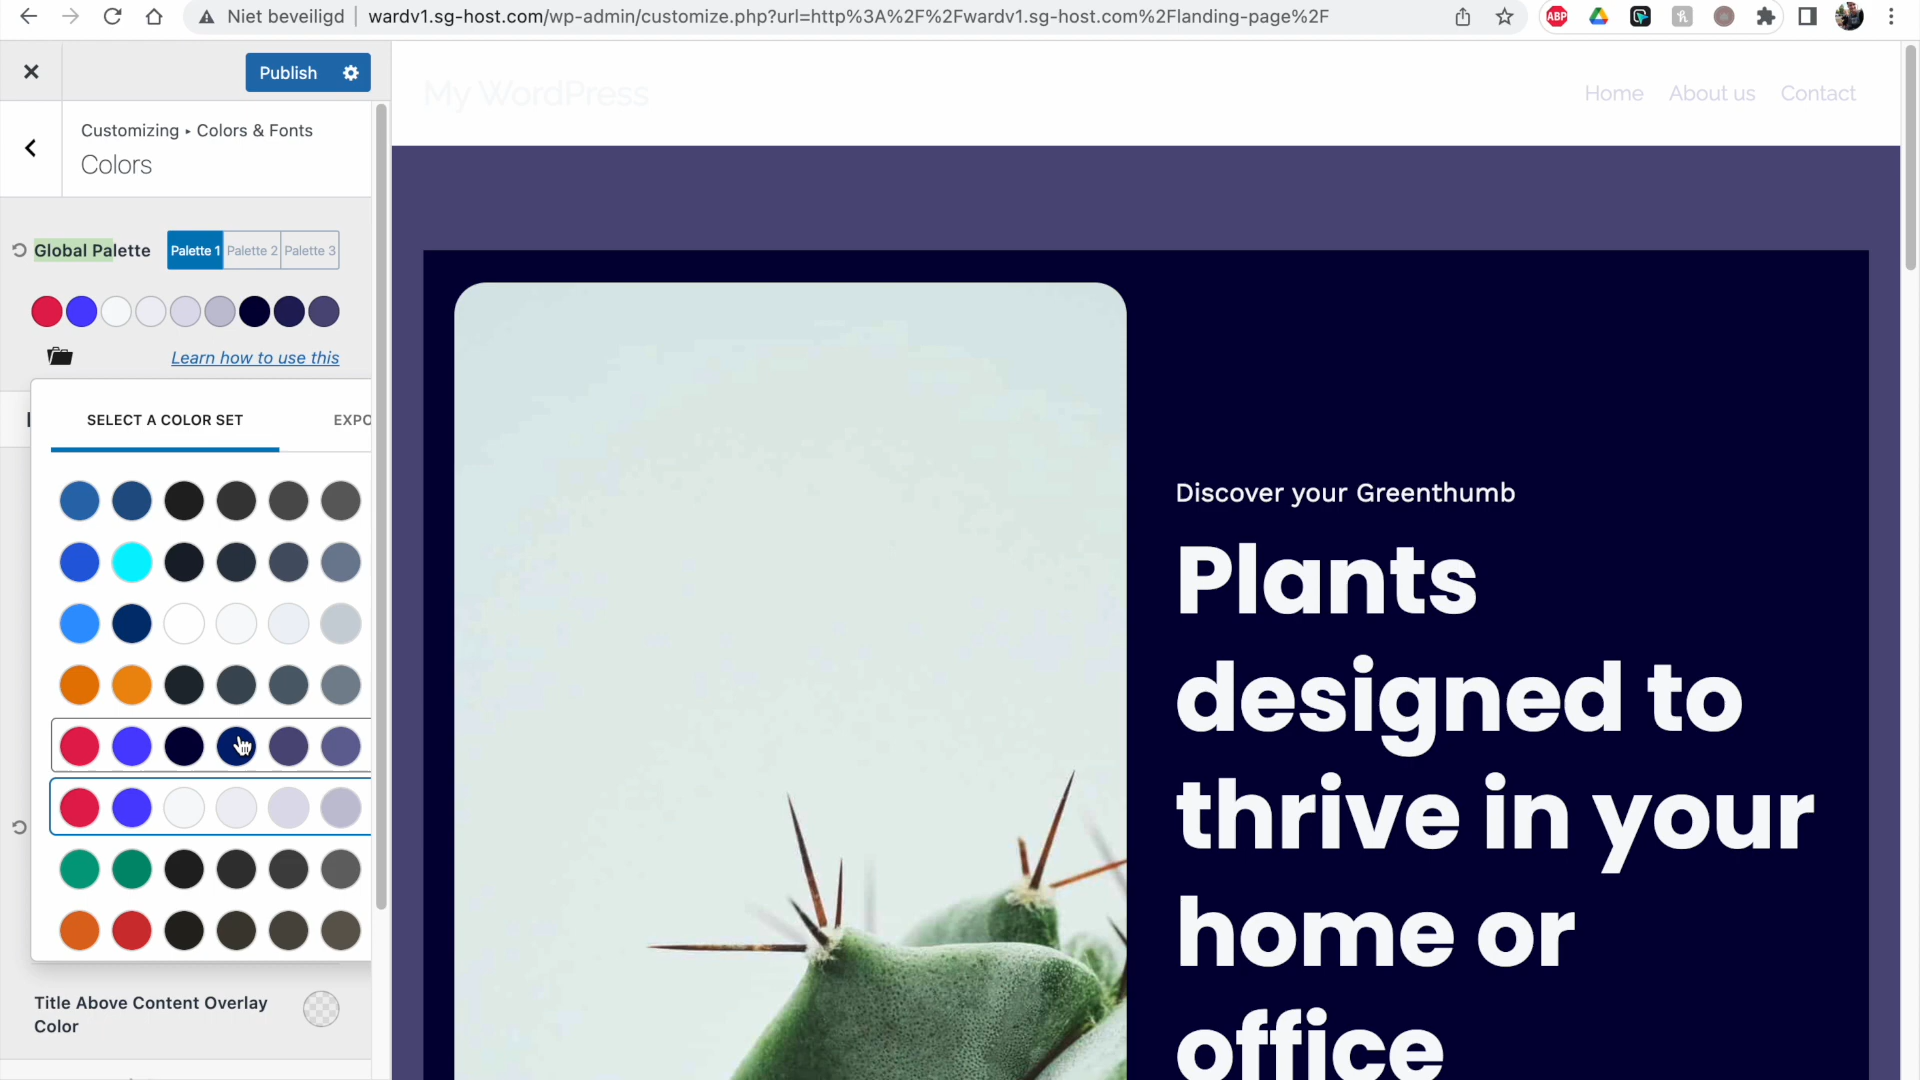 Niet beveiligd
wardv1.sg-host.com/wp-admin/customize.php?url=http%3A%2F%2Fwardv1.sg-host.com%2Flanding-page%2F
ABP
Publish
Customizing ▸ Colors & Fonts
Colors
Global Palette
Palette 1
Palette 2
Palette 3
Learn how to use this
SELECT A COLOR SET
EXPO
Title Above Content Overlay
Color
My WordPress
Home
About us
Contact
Discover your Greenthumb
Plants
designed to
thrive in your
home or
office